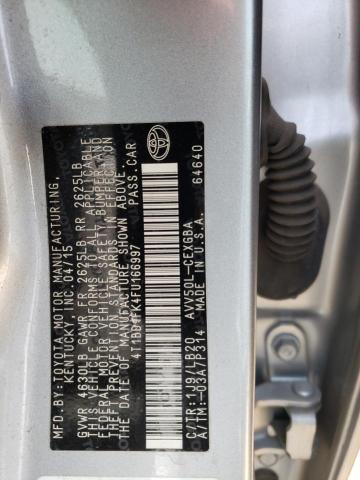 TOYOTA MOTOR MANUFACTURING,
KENTUCKY, INC. 04/15
GVWR 4630LB GAWR FR 2625LB RR 2625LB
THIS VEHICLE CONFORMS TO ALL APPLICABLE
FEDERAL MOTOR VEHICLE SAFETY, BUMPER, AND
THEFT PREVENTION STANDARDS IN EFFECT ON
THE DATE OF MANUFACTURE SHOWN ABOVE.
4T1BD1FK4FU166997 PASS.CAR
C/TR:1J9/LB20 AVV50L-CEXGBA
A/TM:-03A/P314 MADE IN U.S.A. 64640